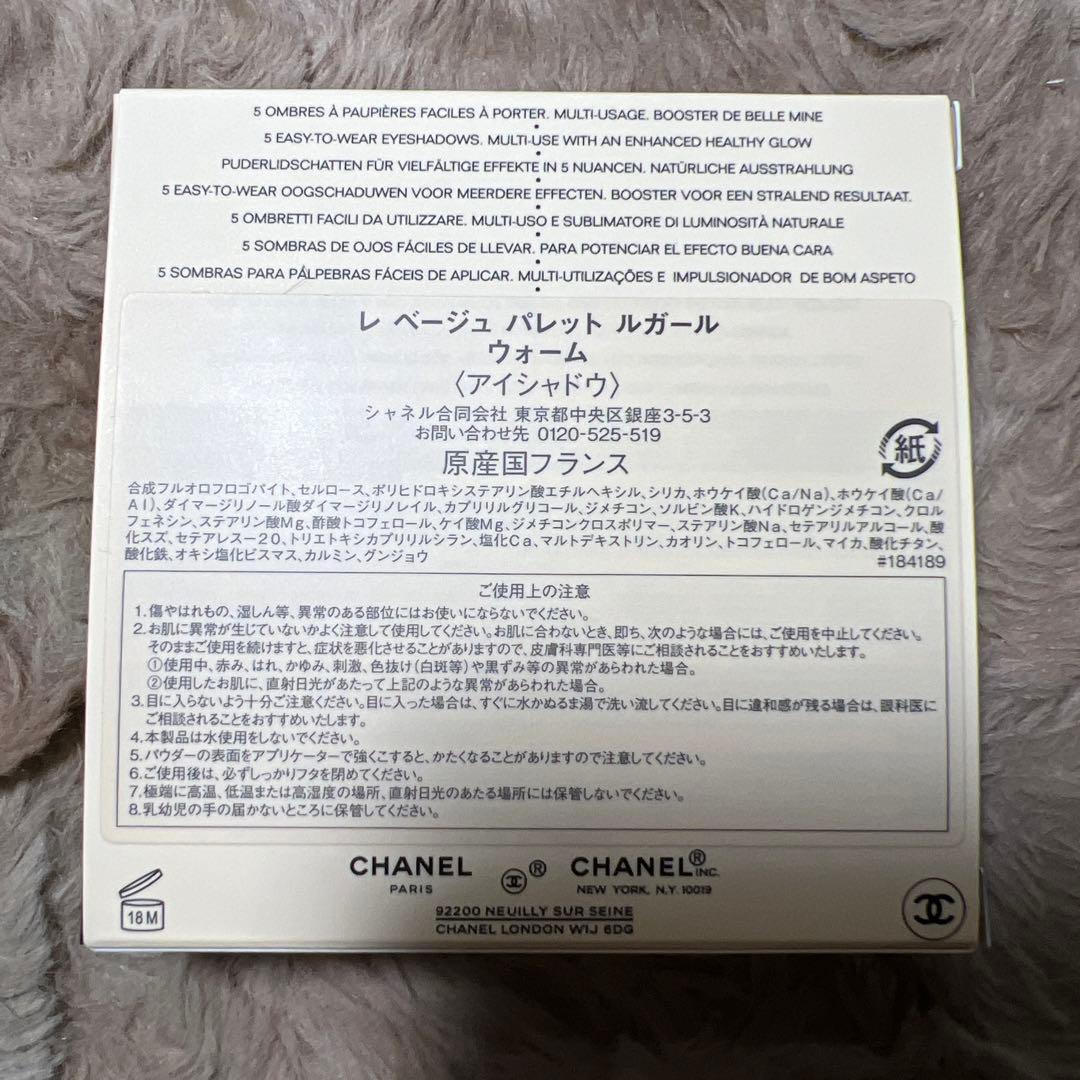 5 OMBRES À PAUPIÈRES FACILES À PORTER. MULTI-USAGE. BOOSTER DE BELLE MINE
5 EASY-TO-WEAR EYESHADOWS. MULTI-USE WITH AN ENHANCED HEALTHY GLOW
PUDERLIDSCHATTEN FÜR VIELFÄLTIGE EFFEKTE IN 5 NUANCEN. NATÜRLICHE AUSSTRAHLUNG
5 EASY-TO-WEAR OOGSCHADUWEN VOOR MEERDERE EFFECTEN. BOOSTER VOOR EEN STRALEND RESULTAAT.
5 OMBRETTI FACILI DA UTILIZZARE. MULTI-USO E SUBLIMATORE DI LUMINOSITÀ NATURALE
5 SOMBRAS DE OJOS FÁCILES DE LLEVAR. PARA POTENCIAR EL EFECTO BUENA CARA
5 SOMBRAS PARA PÁLPEBRAS FÁCEIS DE APLICAR. MULTI-UTILIZAÇÕES E IMPULSIONADOR DE BOM ASPETO
レ ベージュ パレット ルガール
ウォーム
〈アイシャドウ〉
シャネル合同会社 東京都中央区銀座3-5-3
お問い合わせ先 0120-525-519
原産国フランス
紙
合成フルオロフロゴパイト、セルロース、ポリヒドロキシステアリン酸エチルヘキシル、シリカ、ホウケイ酸(Ca/Na)、ホウケイ酸(Ca/
Al)、ダイマージリノール酸ダイマージリノレイル、カプリリルグリコール、ジメチコン、ソルビン酸K、ハイドロゲンジメチコン、クロル
フェネシン、ステアリン酸Mg、酢酸トコフェロール、ケイ酸Mg、ジメチコンクロスポリマー、ステアリン酸Na、セテアリルアルコール、酸
化スズ、セテアレス-20、トリエトキシカプリリルシラン、塩化Ca、マルトデキストリン、カオリン、トコフェロール、マイカ、酸化チタン、
酸化鉄、オキシ塩化ビスマス、カルミン、グンジョウ
#184189
ご使用上の注意
1.傷やはれもの、湿しん等、異常のある部位にはお使いにならないでください。
2.お肌に異常が生じていないかよく注意して使用してください。お肌に合わないとき、即ち、次のような場合には、ご使用を中止してください。
そのままご使用を続けますと、症状を悪化させることがありますので、皮膚科専門医等にご相談されることをおすすめいたします。
①使用中、赤み、はれ、かゆみ、刺激、色抜け(白斑等)や黒ずみ等の異常があらわれた場合。
②使用したお肌に、直射日光があたって上記のような異常があらわれた場合。
3.目に入らないよう十分ご注意ください。目に入った場合は、すぐに水かぬるま湯で洗い流してください。目に違和感が残る場合は、眼科医に
ご相談されることをおすすめいたします。
4.本製品は水使用をしないでください。
5.パウダーの表面をアプリケーターで強くこすると、かたくなることがありますので注意してください。
6.ご使用後は、必ずしっかりフタを閉めてください。
7.極端に高温、低温または高湿度の場所、直射日光のあたる場所には保管しないでください。
8.乳幼児の手の届かないところに保管してください。
CHANEL ® CHANEL® INC.
PARIS NEW YORK, N.Y. 10019
18 M
92200 NEUILLY SUR SEINE
CHANEL LONDON W1J 6DG